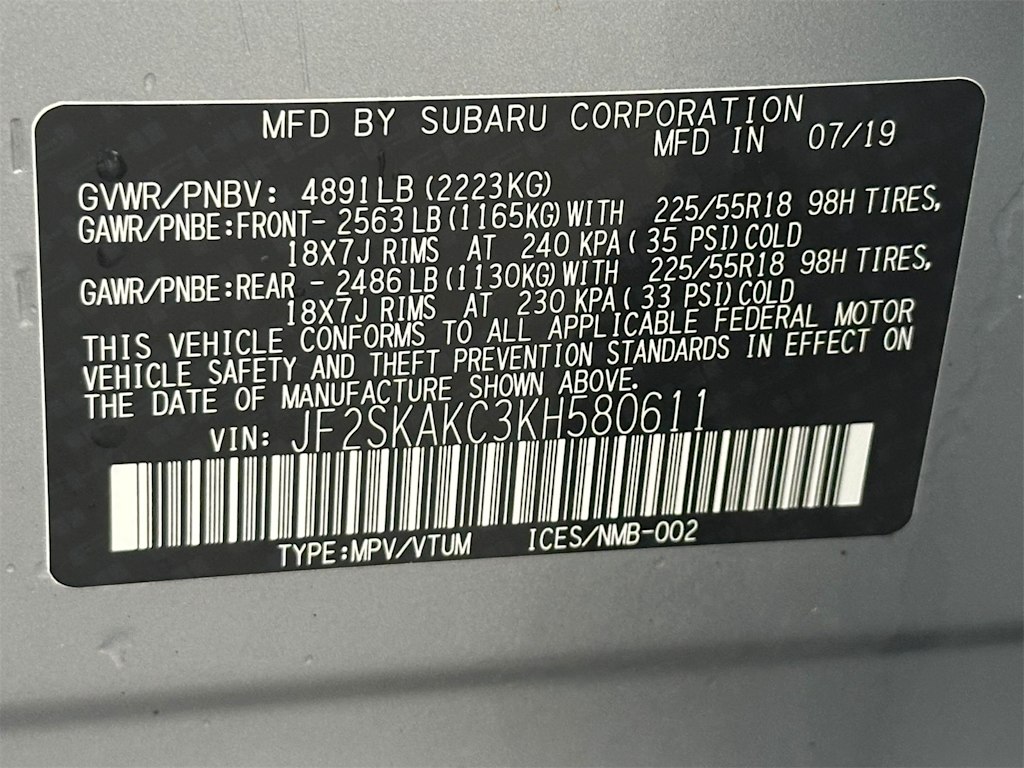 MFD BY SUBARU CORPORATION
MFD IN 07/19
GVWR/PNBV: 4891LB (2223KG)
GAWR/PNBE:FRONT- 2563 LB (1165KG) WITH 225/55R18 98H TIRES,
18X7J RIMS AT 240 KPA ( 35 PSI) COLD
GAWR/PNBE:REAR - 2486 LB (1130KG) WITH 225/55R18 98H TIRES,
18X7J RIMS AT 230 KPA ( 33 PSI) COLD
THIS VEHICLE CONFORMS TO ALL APPLICABLE FEDERAL MOTOR
VEHICLE SAFETY AND THEFT PREVENTION STANDARDS IN EFFECT ON
THE DATE OF MANUFACTURE SHOWN ABOVE.
VIN: JF2SKAKC3KH580611
TYPE:MPV/VTUM ICES/NMB-002